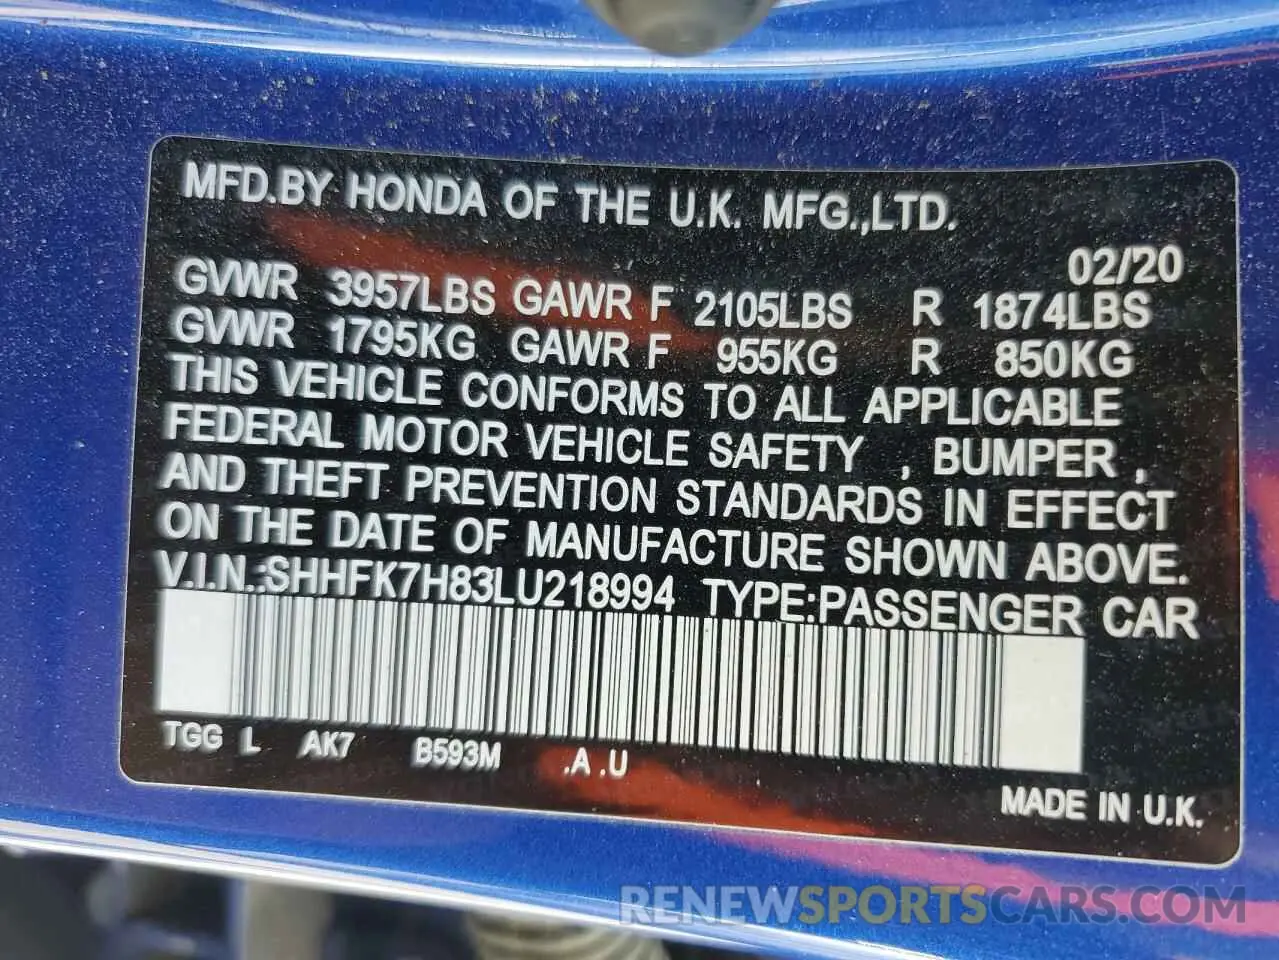 MFD.BY HONDA OF THE U.K. MFG.,LTD.
02/20
GVWR 3957LBS GAWR F 2105LBS R 1874LBS
GVWR 1795KG GAWR F 955KG R 850KG
THIS VEHICLE CONFORMS TO ALL APPLICABLE
FEDERAL MOTOR VEHICLE SAFETY , BUMPER ,
AND THEFT PREVENTION STANDARDS IN EFFECT
ON THE DATE OF MANUFACTURE SHOWN ABOVE.
V.I.N.:SHHFK7H83LU218994 TYPE:PASSENGER CAR
TGG L AK7 B593M .A .U
MADE IN U.K.
RENEWSPORTSCARS.COM